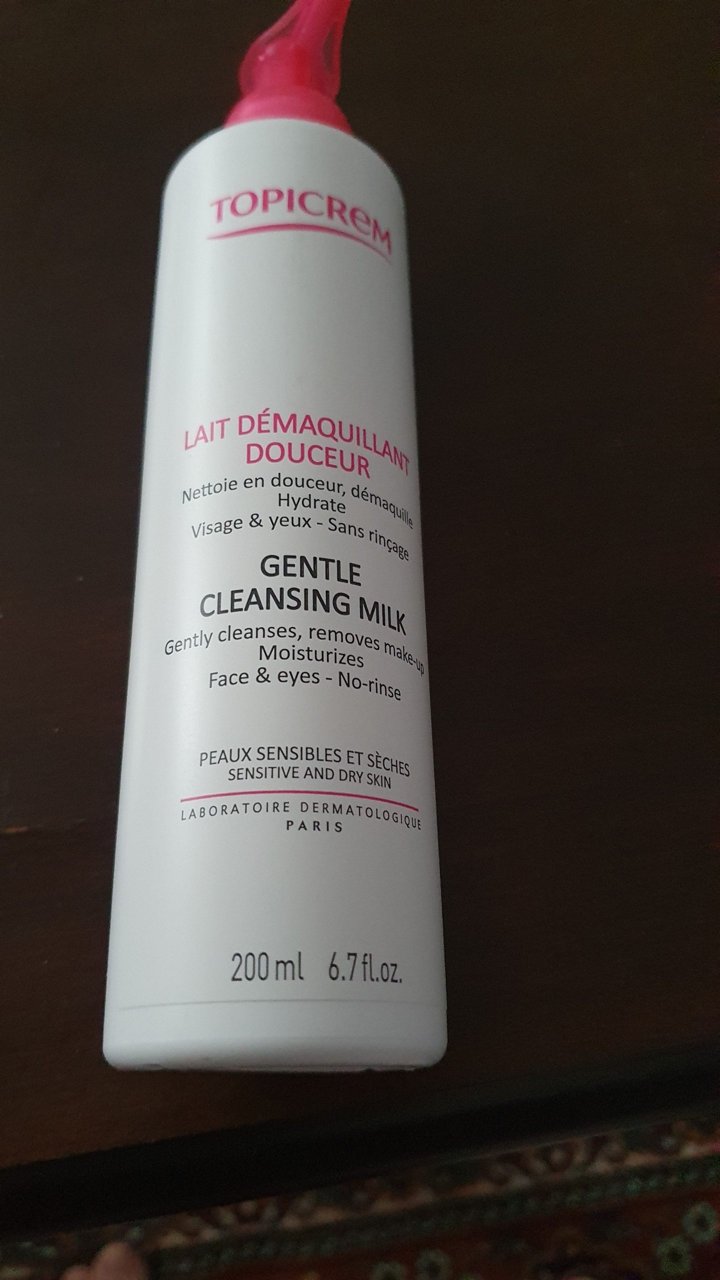 TOPICREM
LAIT DÉMAQUILLANT
DOUCEUR
Nettoie en douceur, démaquille
Hydrate
Visage & yeux - Sans rinçage
GENTLE
CLEANSING MILK
Gently cleanses, removes make-up
Moisturizes
Face & eyes - No-rinse
PEAUX SENSIBLES ET SÈCHES
SENSITIVE AND DRY SKIN
LABORATOIRE DERMATOLOGIQUE
PARIS
200 ml 6.7 fl.oz.